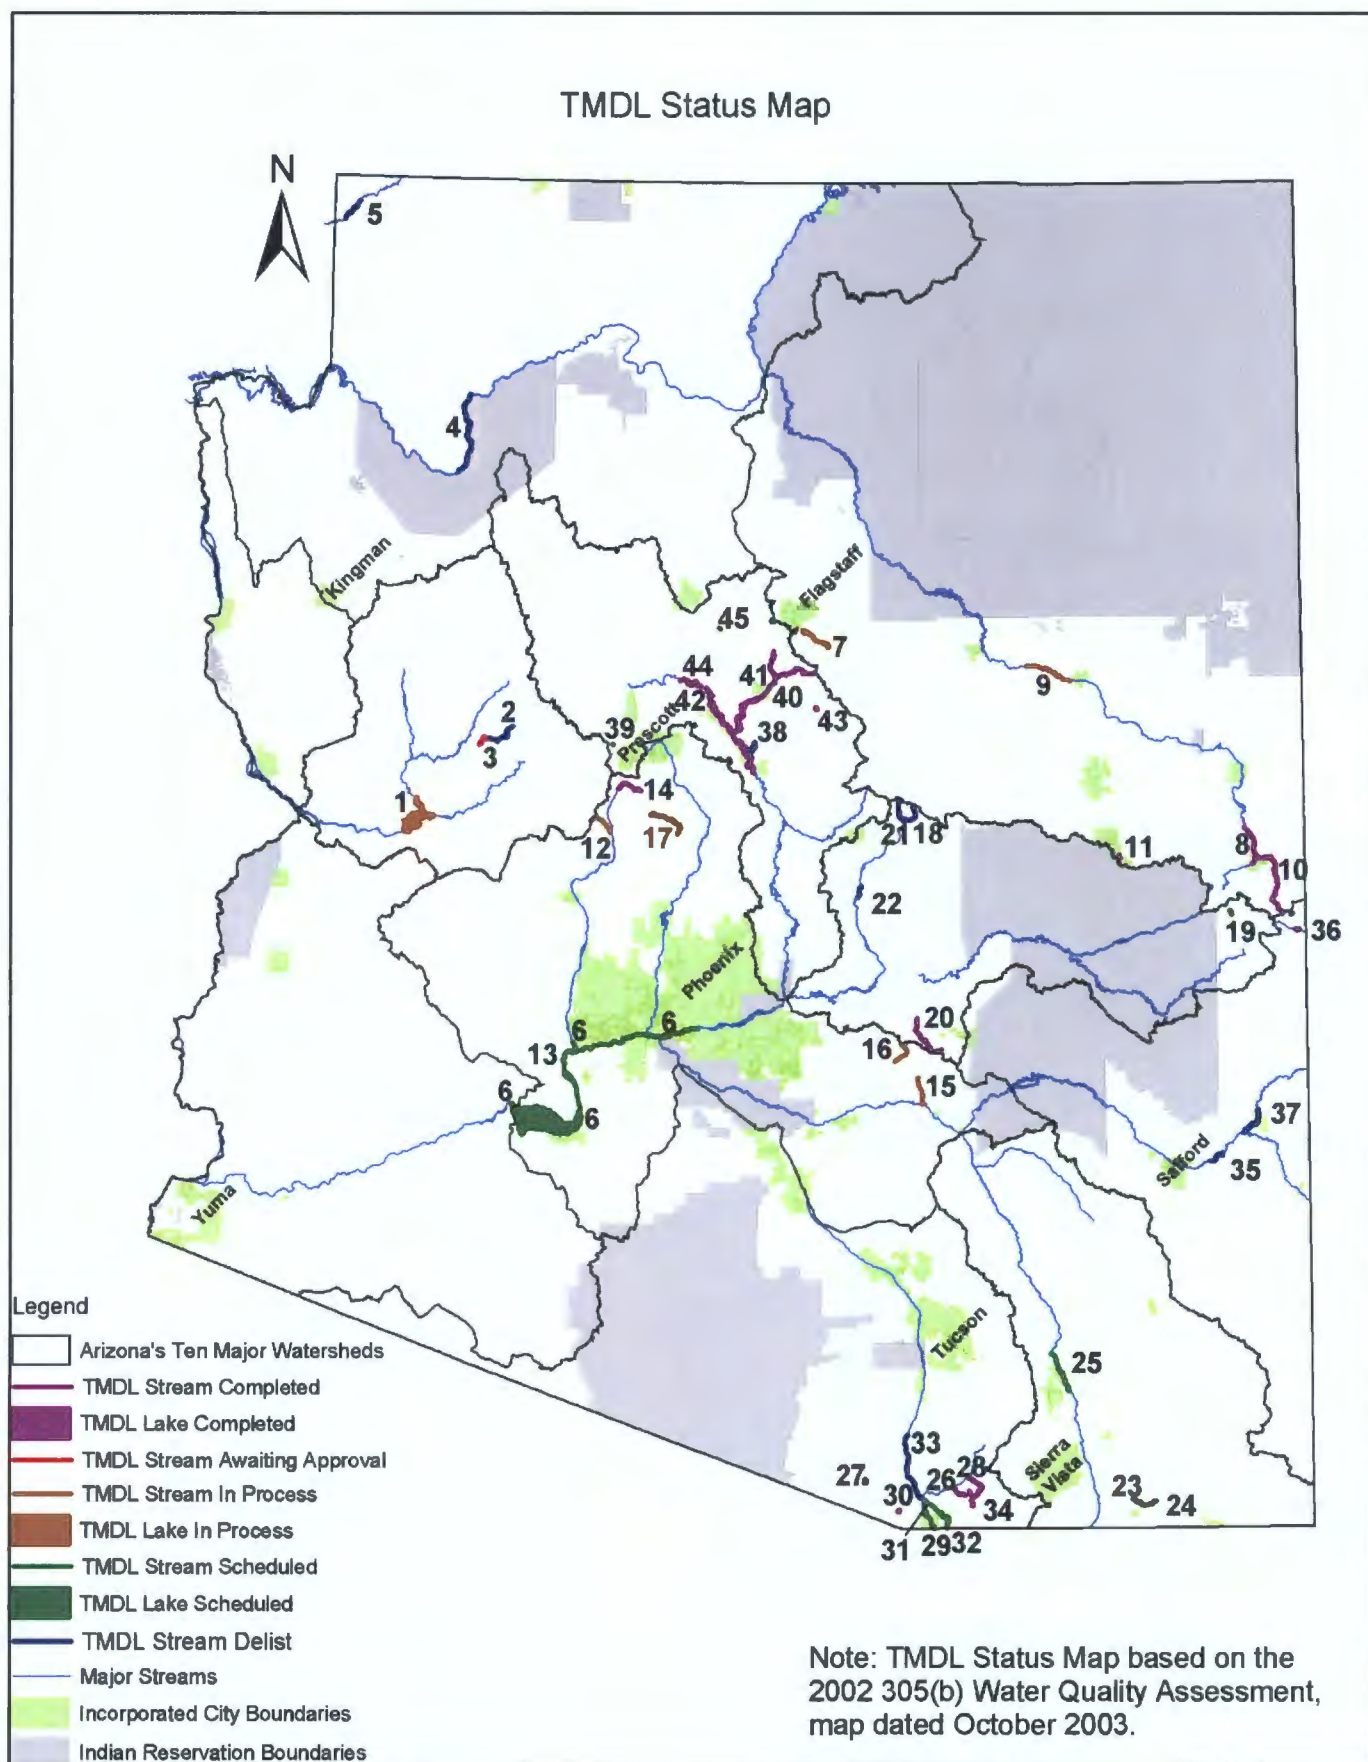 TMDL Status Map
N
5
4
Kingman
Flagstaff
45
7
44
41
9
42
40
43
2
39
Prescott
38
3
1
14
12
17
21 18
11
8
10
22
19
36
Phoenix
6
6
20
13
16
15
6
6
37
Safford
35
Yuma
Tucson
25
33
28
27
26
Sierra
Vista
30
34
23
24
31
29 32
Legend
Arizona's Ten Major Watersheds
TMDL Stream Completed
TMDL Lake Completed
TMDL Stream Awaiting Approval
TMDL Stream In Process
TMDL Lake In Process
TMDL Stream Scheduled
TMDL Lake Scheduled
TMDL Stream Delist
Major Streams
Incorporated City Boundaries
Indian Reservation Boundaries
Note: TMDL Status Map based on the
2002 305(b) Water Quality Assessment,
map dated October 2003.